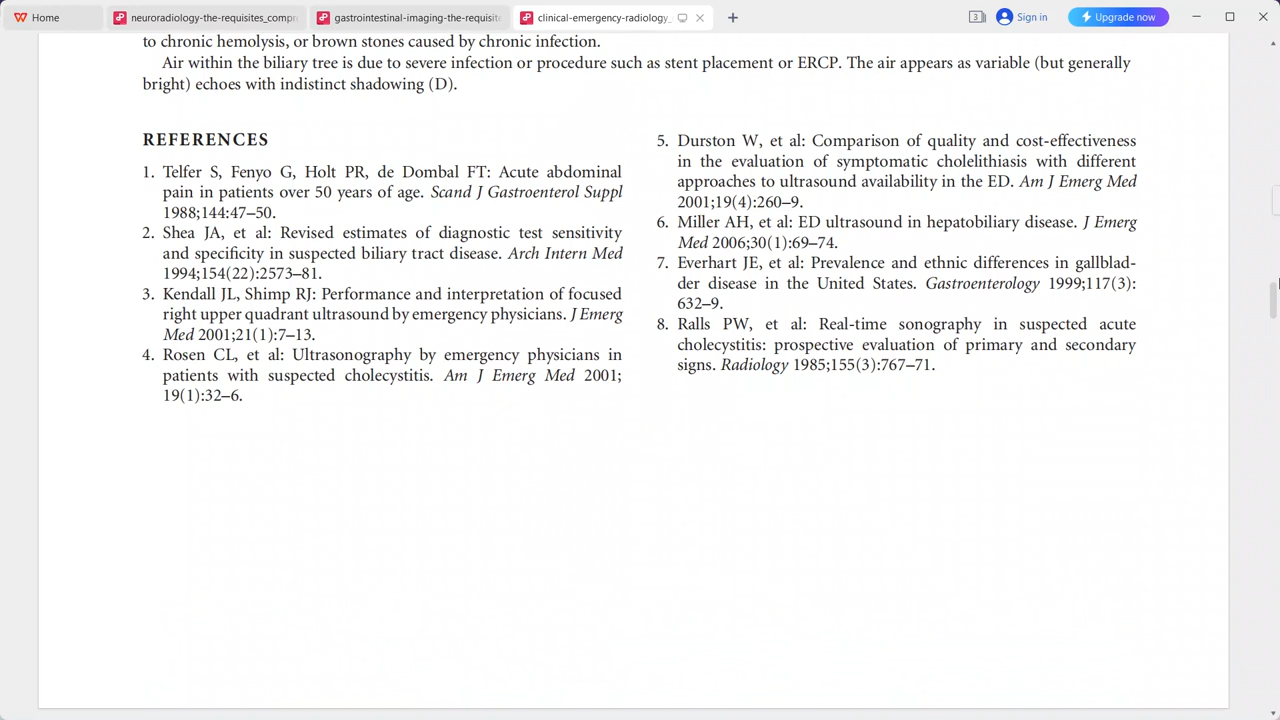 Home
neuroradiology-the-requisites_compr
gastrointestinal-imaging-the-requisite
clinical-emergency-radiology_
3
Sign in
Upgrade now
to chronic hemolysis, or brown stones caused by chronic infection.
Air within the biliary tree is due to severe infection or procedure such as stent placement or ERCP. The air appears as variable (but generally
bright) echoes with indistinct shadowing (D).
REFERENCES
1. Telfer S, Fenyo G, Holt PR, de Dombal FT: Acute abdominal
pain in patients over 50 years of age. Scand J Gastroenterol Suppl
1988;144:47–50.
2. Shea JA, et al: Revised estimates of diagnostic test sensitivity
and specificity in suspected biliary tract disease. Arch Intern Med
1994;154(22):2573–81.
3. Kendall JL, Shimp RJ: Performance and interpretation of focused
right upper quadrant ultrasound by emergency physicians. J Emerg
Med 2001;21(1):7–13.
4. Rosen CL, et al: Ultrasonography by emergency physicians in
patients with suspected cholecystitis. Am J Emerg Med 2001;
19(1):32–6.
5. Durston W, et al: Comparison of quality and cost-effectiveness
in the evaluation of symptomatic cholelithiasis with different
approaches to ultrasound availability in the ED. Am J Emerg Med
2001;19(4):260–9.
6. Miller AH, et al: ED ultrasound in hepatobiliary disease. J Emerg
Med 2006;30(1):69–74.
7. Everhart JE, et al: Prevalence and ethnic differences in gallblad-
der disease in the United States. Gastroenterology 1999;117(3):
632–9.
8. Ralls PW, et al: Real-time sonography in suspected acute
cholecystitis: prospective evaluation of primary and secondary
signs. Radiology 1985;155(3):767–71.